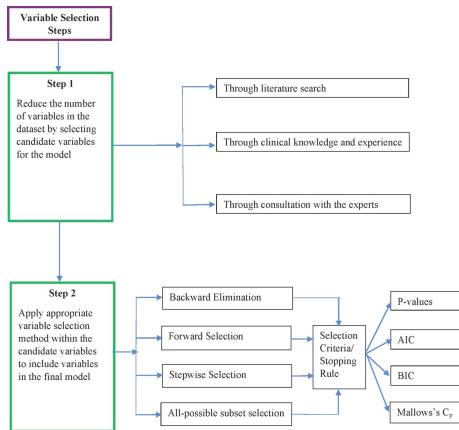 Variable Selection
Steps
Step 1
Reduce the number
of variables in the
dataset by selecting
candidate variables
for the model
Through literature search
Through clinical knowledge and experience
Through consultation with the experts
Step 2
Apply appropriate
variable selection
method within the
candidate variables
to include variables
in the final model
Backward Elimination
Forward Selection
Stepwise Selection
All-possible subset selection
Selection
Criteria/
Stopping
Rule
P-values
AIC
BIC
Mallows's Cp